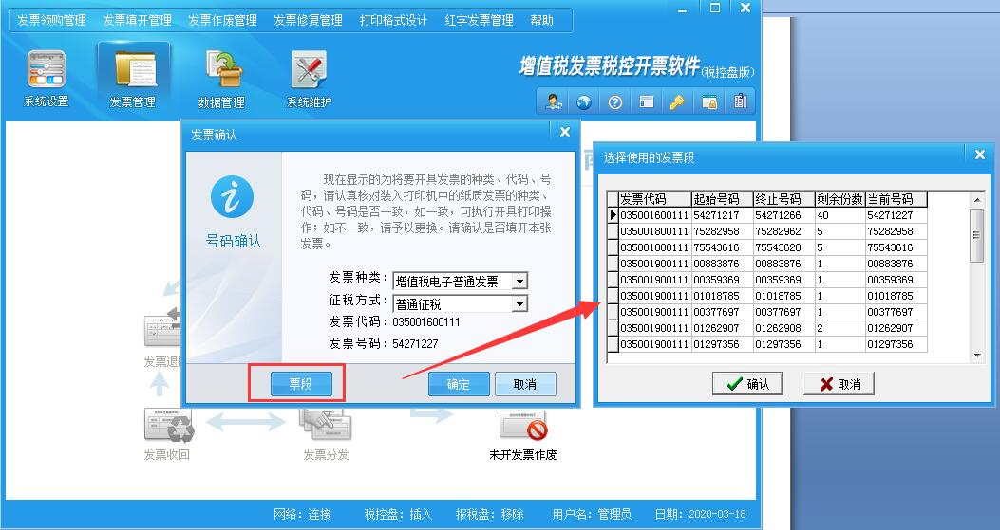 发票领购管理 发票填开管理 发票作废管理 发票修复管理 打印格式设计 红字发票管理 帮助
系统设置 发票管理 数据管理 系统维护
增值税发票税控开票软件(税控盘版)
发票确认
号码确认
现在显示的为将要开具发票的种类、代码、号
码，请认真核对装入打印机中的纸质发票的种类、
代码、号码是否一致，如一致，可执行开具打印操
作；如不一致，请予以更换。请确认是否填开本张
发票。
发票种类： 增值税电子普通发票
征税方式： 普通征税
发票代码：035001600111
发票号码：54271227
票段 确定 取消
选择使用的发票段
发票代码 起始号码 终止号码 剩余份数 当前号码
035001600111 54271217 54271266 40 54271227
035001800111 75282958 75282962 5 75282958
035001800111 75543616 75543620 5 75543616
035001900111 00883876 00883876 1 00883876
035001900111 00359369 00359369 1 00359369
035001900111 01018785 01018785 1 01018785
035001900111 00377697 00377697 1 00377697
035001900111 01262907 01262908 2 01262907
035001900111 01297356 01297356 1 01297356
确认 取消
发票退
发票收回 发票分发 未开发票作废
网络：连接 税控盘：插入 报税盘：移除 用户名：管理员 日期：2020-03-18